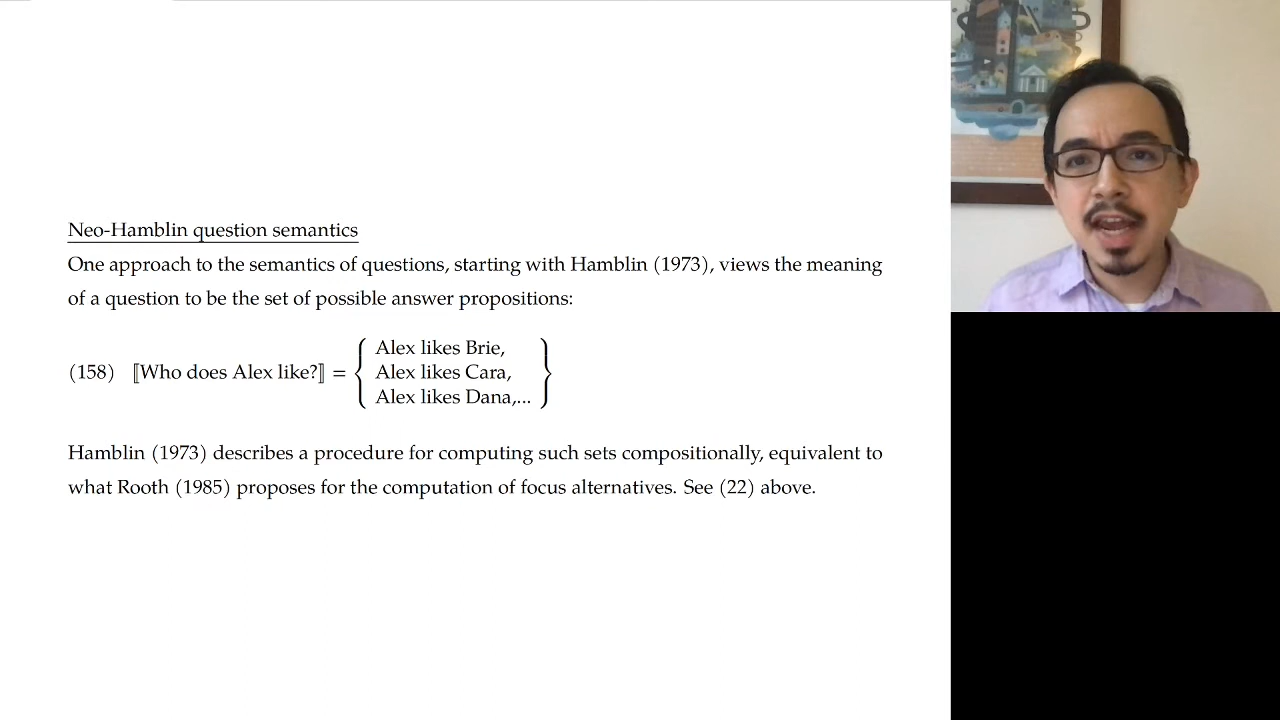 Neo-Hamblin question semantics
One approach to the semantics of questions, starting with Hamblin (1973), views the meaning
of a question to be the set of possible answer propositions:
(158) ⟦Who does Alex like?⟧ = { Alex likes Brie,
Alex likes Cara,
Alex likes Dana,... }
Hamblin (1973) describes a procedure for computing such sets compositionally, equivalent to
what Rooth (1985) proposes for the computation of focus alternatives. See (22) above.